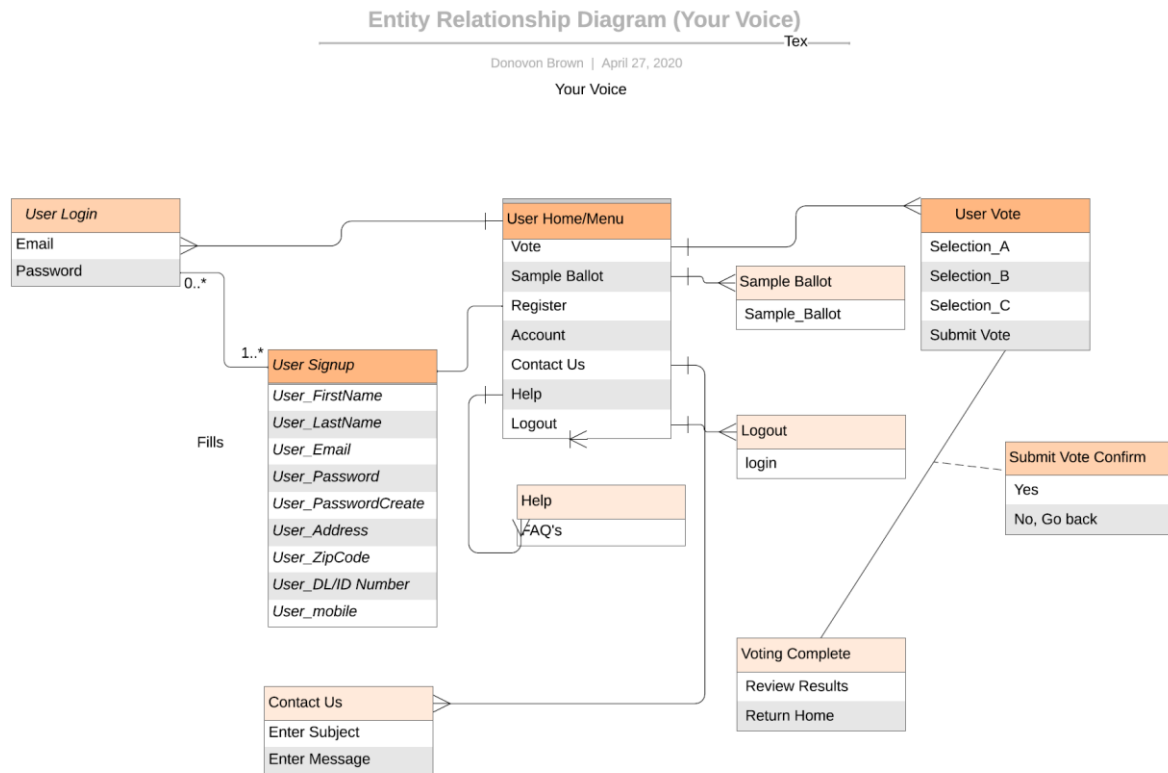 Entity Relationship Diagram (Your Voice)
Tex
Donovon Brown | April 27, 2020
Your Voice
User Login
Email
Password
0..*
1..*
User Signup
User_FirstName
User_LastName
User_Email
User_Password
User_PasswordCreate
User_Address
User_ZipCode
User_DL/ID Number
User_mobile
Fills
User Home/Menu
Vote
Sample Ballot
Register
Account
Contact Us
Help
Logout
Sample Ballot
Sample_Ballot
User Vote
Selection_A
Selection_B
Selection_C
Submit Vote
Logout
login
Help
FAQ's
Submit Vote Confirm
Yes
No, Go back
Voting Complete
Review Results
Return Home
Contact Us
Enter Subject
Enter Message